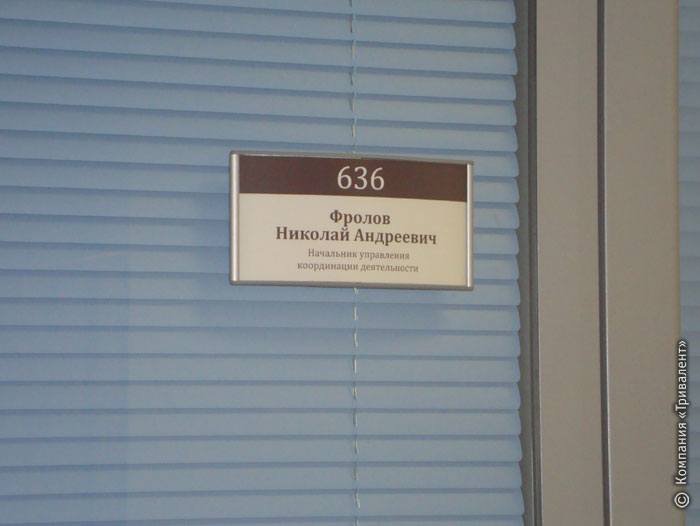 636
Фролов
Николай Андреевич
Начальник управления
координации деятельности
© Компания «Тривалент»